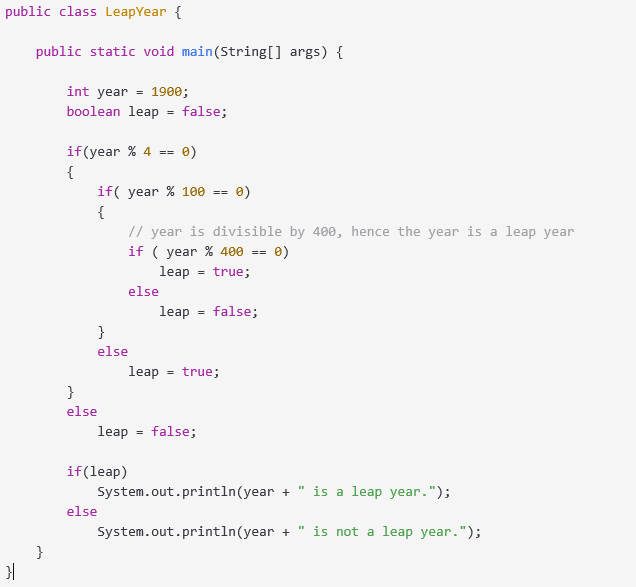 public class LeapYear {
public static void main(String[] args) {
int year = 1900;
boolean leap = false;
if(year % 4 == 0)
{
if( year % 100 == 0)
{
// year is divisible by 400, hence the year is a leap year
if ( year % 400 == 0)
leap = true;
else
leap = false;
}
else
leap = true;
}
else
leap = false;
if(leap)
System.out.println(year + " is a leap year.");
else
System.out.println(year + " is not a leap year.");
}
}